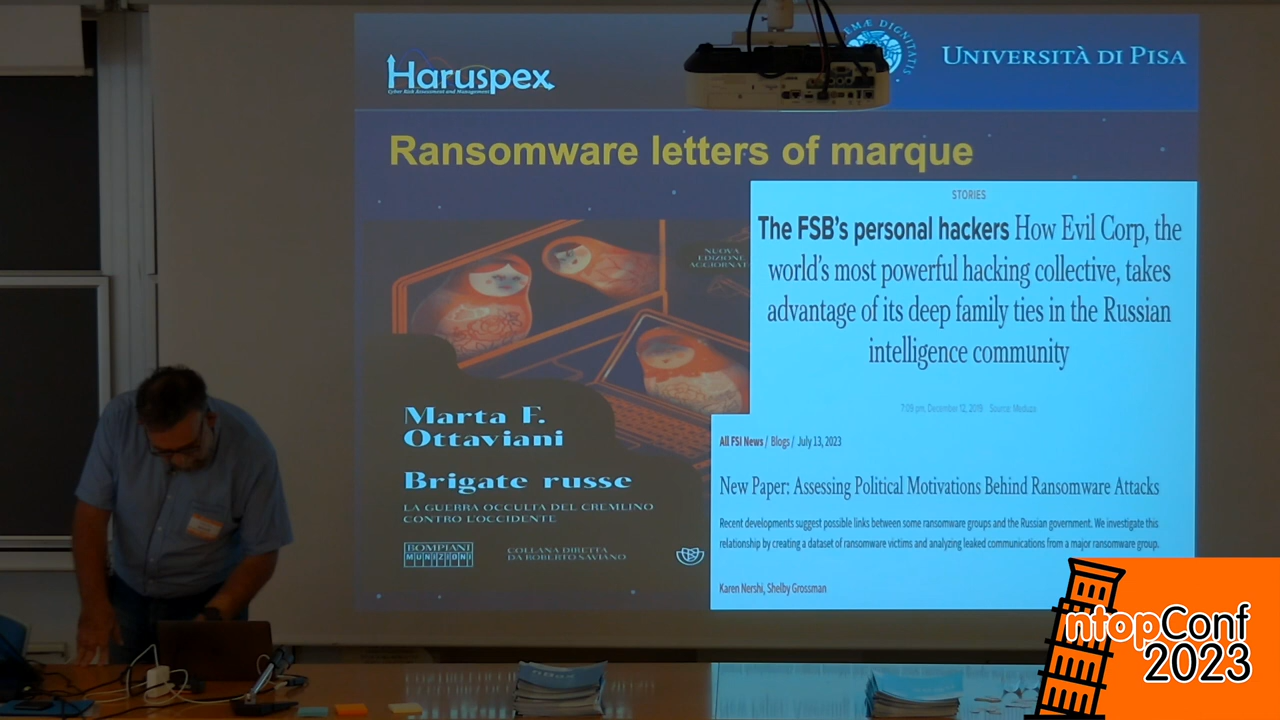 Haruspex
Cyber Risk Assessment and Management
UNIVERSITÀ DI PISA
Ransomware letters of marque
NUOVA
EDIZIONE
AGGIORNAT
Marta F.
Ottaviani
Brigate russe
LA GUERRA OCCULTA DEL CREMLINO
CONTRO L'OCCIDENTE
BOMPIANI
MUNIZIONI
COLLANA DIRETTA
DA ROBERTO SAVIANO
STORIES
The FSB's personal hackers How Evil Corp, the
world's most powerful hacking collective, takes
advantage of its deep family ties in the Russian
intelligence community
7:09 pm, December 12, 2019 Source: Meduza
All FSI News / Blogs / July 13, 2023
New Paper: Assessing Political Motivations Behind Ransomware Attacks
Recent developments suggest possible links between some ransomware groups and the Russian government. We investigate this
relationship by creating a dataset of ransomware victims and analyzing leaked communications from a major ransomware group.
Karen Nershi, Shelby Grossman
ntopConf
2023